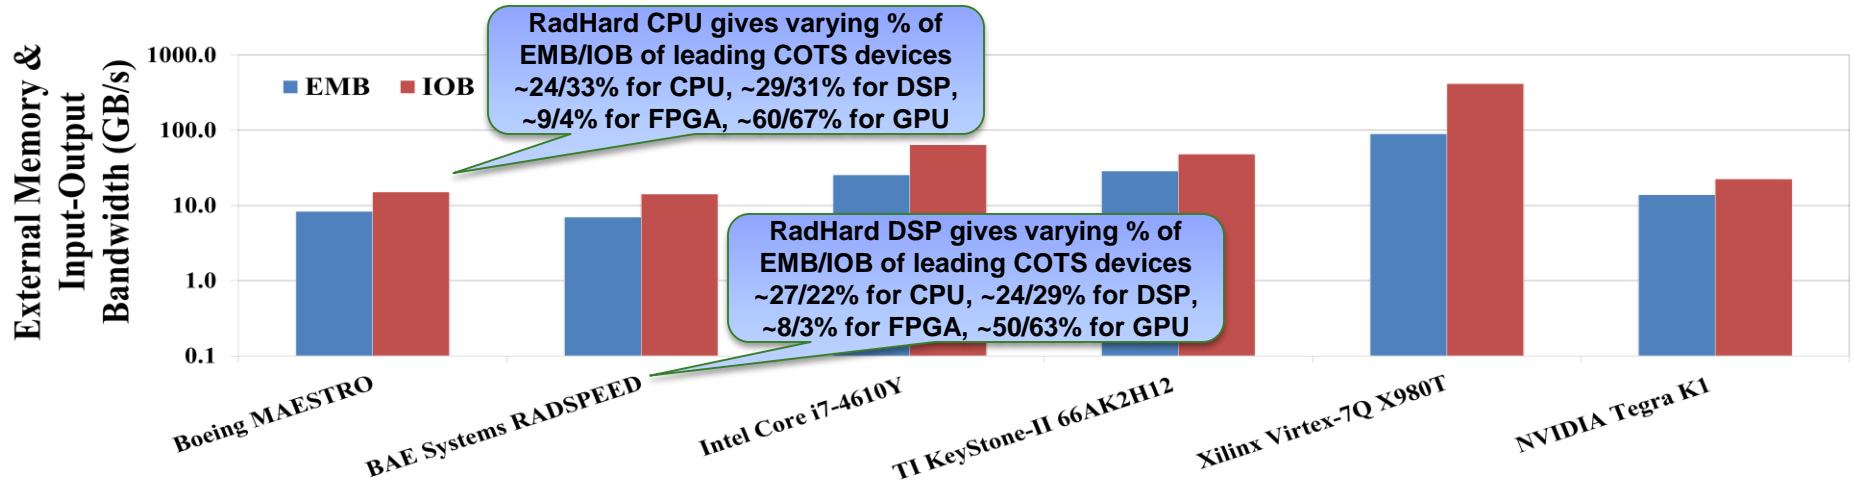 External Memory &
Input-Output
Bandwidth (GB/s)
1000.0
100.0
10.0
1.0
0.1
EMB
IOB
RadHard CPU gives varying % of
EMB/IOB of leading COTS devices
~24/33% for CPU, ~29/31% for DSP,
~9/4% for FPGA, ~60/67% for GPU
RadHard DSP gives varying % of
EMB/IOB of leading COTS devices
~27/22% for CPU, ~24/29% for DSP,
~8/3% for FPGA, ~50/63% for GPU
Boeing MAESTRO
BAE Systems RADSPEED
Intel Core i7-4610Y
TI KeyStone-II 66AK2H12
Xilinx Virtex-7Q X980T
NVIDIA Tegra K1